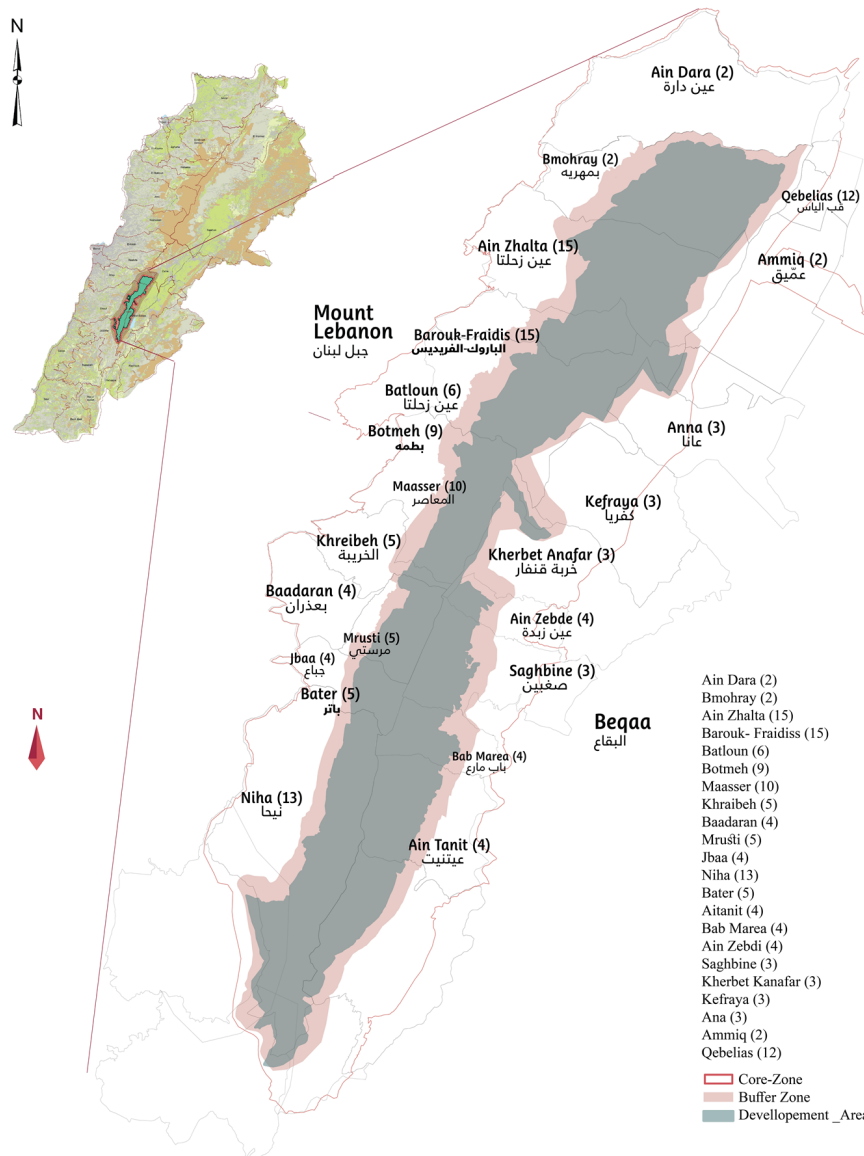 N
Ain Dara (2)
عين دارة
Bmohray (2)
بمهريه
Qebelias (12)
قب الياس
Ain Zhalta (15)
عين زحلتا
Ammiq (2)
عمّيق
Mount
Lebanon
جبل لبنان
Barouk-Fraidis (15)
الباروك-الفريديس
Batloun (6)
عين زحلتا
Botmeh (9)
بطمه
Anna (3)
عانا
Maasser (10)
المعاصر
Kefraya (3)
كفريا
Khreibeh (5)
الخريبة
Kherbet Anafar (3)
خربة قنفار
Baadaran (4)
بعذران
Ain Zebde (4)
عين زبدة
Mrusti (5)
مرستي
Jbaa (4)
جباع
Saghbine (3)
صغبين
Bater (5)
باتر
N
Beqaa
البقاع
Bab Marea (4)
باب مارع
Niha (13)
نيحا
Ain Tanit (4)
عيتنيت
Ain Dara (2)
Bmohray (2)
Ain Zhalta (15)
Barouk- Fraidiss (15)
Batloun (6)
Botmeh (9)
Maasser (10)
Khraibeh (5)
Baadaran (4)
Mrusti (5)
Jbaa (4)
Niha (13)
Bater (5)
Aitanit (4)
Bab Marea (4)
Ain Zebdi (4)
Saghbine (3)
Kherbet Kanafar (3)
Kefraya (3)
Ana (3)
Ammiq (2)
Qebelias (12)
Core-Zone
Buffer Zone
Devellopement _Area